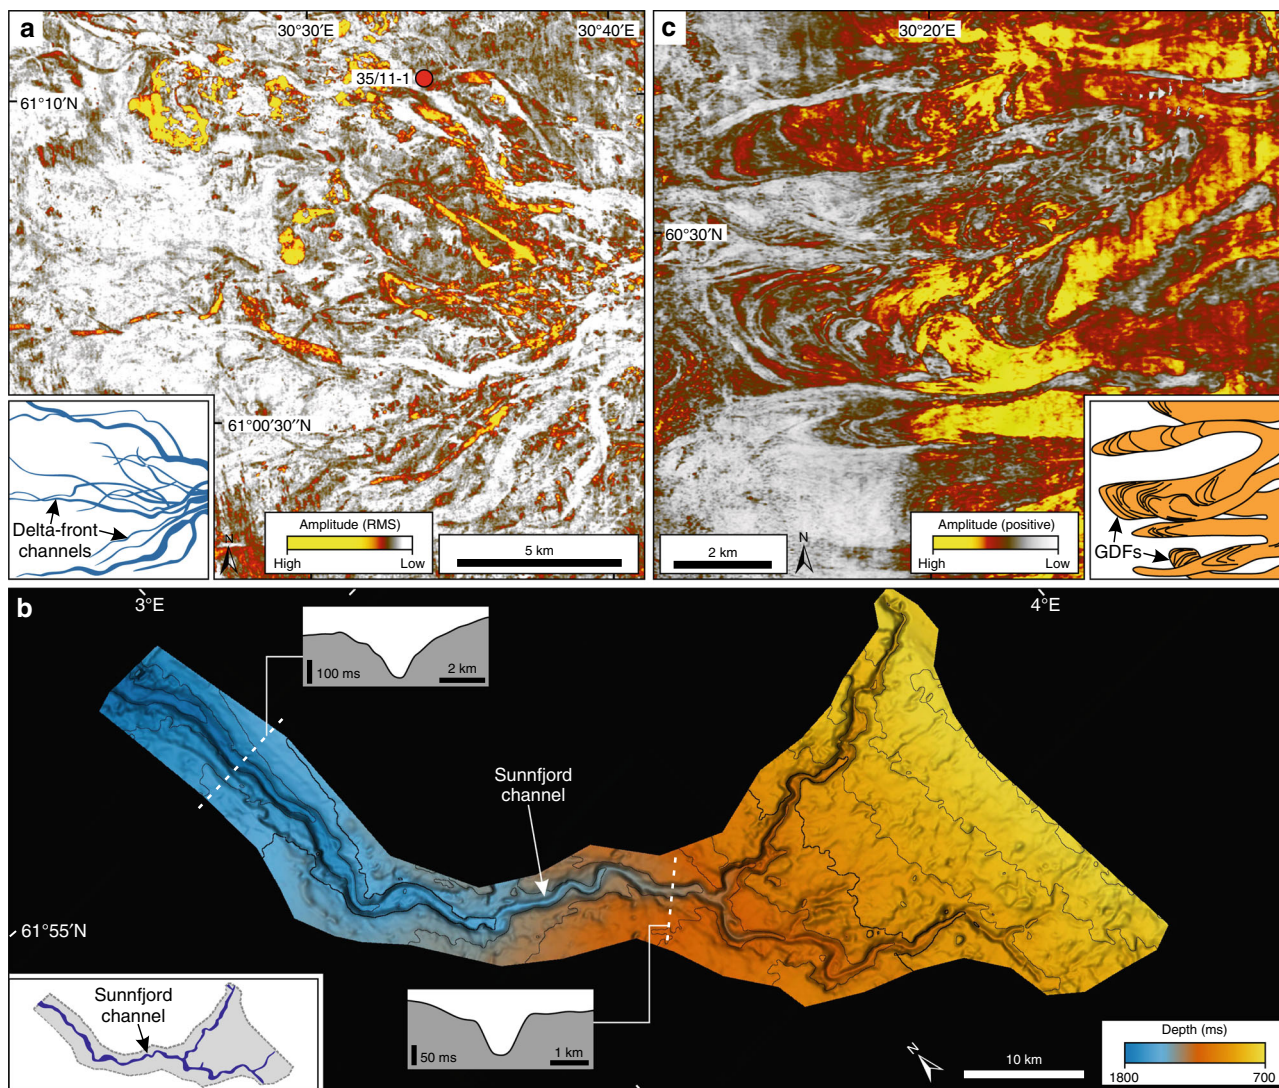 a
30°30′E
30°40′E
35/11-1
61°10′N
61°00′30′′N
Delta-front
channels
N
Amplitude (RMS)
High
Low
5 km
c
30°20′E
60°30′N
2 km
N
Amplitude (positive)
High
Low
GDFs
b
3°E
4°E
100 ms
2 km
Sunnfjord
channel
61°55′N
Sunnfjord
channel
50 ms
1 km
N
10 km
Depth (ms)
1800
700